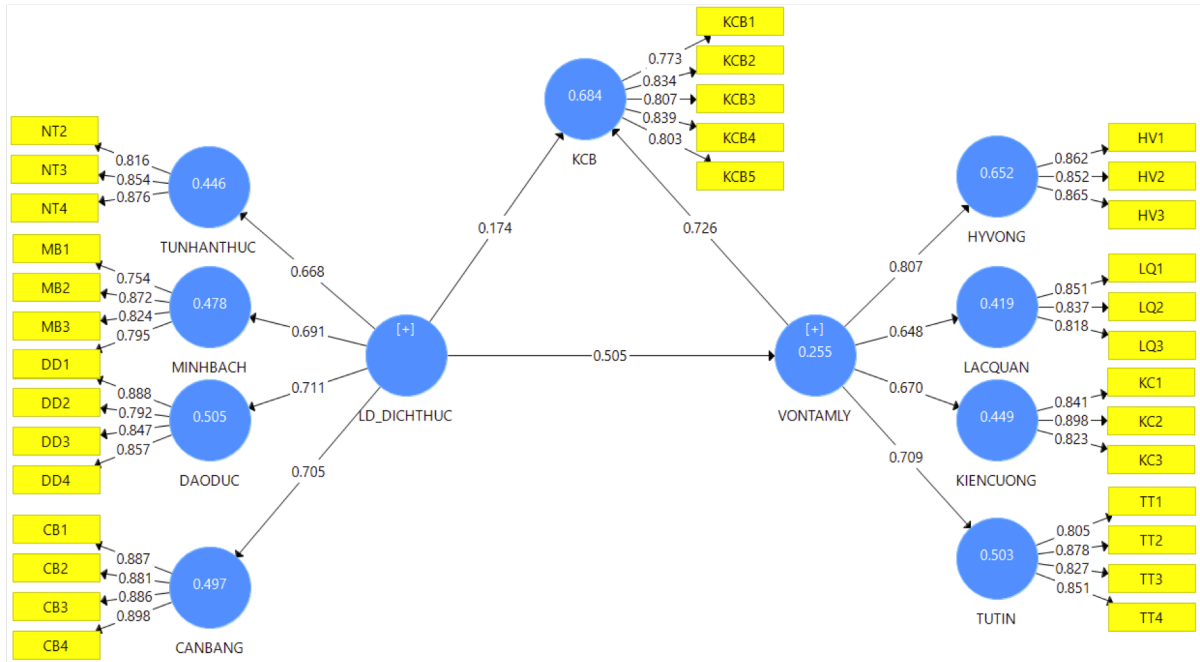 KCB1
KCB2
KCB3
KCB4
KCB5
0.773
0.834
0.807
0.839
0.803
0.684
KCB
NT2
NT3
NT4
0.816
0.854
0.876
0.446
TUNHANTHUC
MB1
MB2
MB3
0.754
0.872
0.824
0.795
0.478
MINHBACH
DD1
DD2
DD3
DD4
0.888
0.792
0.847
0.857
0.505
DAODUC
CB1
CB2
CB3
CB4
0.887
0.881
0.886
0.898
0.497
CANBANG
0.668
0.691
0.711
0.705
[+]
LD_DICHTHUC
0.174
0.505
0.726
[+]
0.255
VONTAMLY
0.807
0.648
0.670
0.709
0.652
HYVONG
0.862
0.852
0.865
HV1
HV2
HV3
0.419
LACQUAN
0.851
0.837
0.818
LQ1
LQ2
LQ3
0.449
KIENCUONG
0.841
0.898
0.823
KC1
KC2
KC3
0.503
TUTIN
0.805
0.878
0.827
0.851
TT1
TT2
TT3
TT4